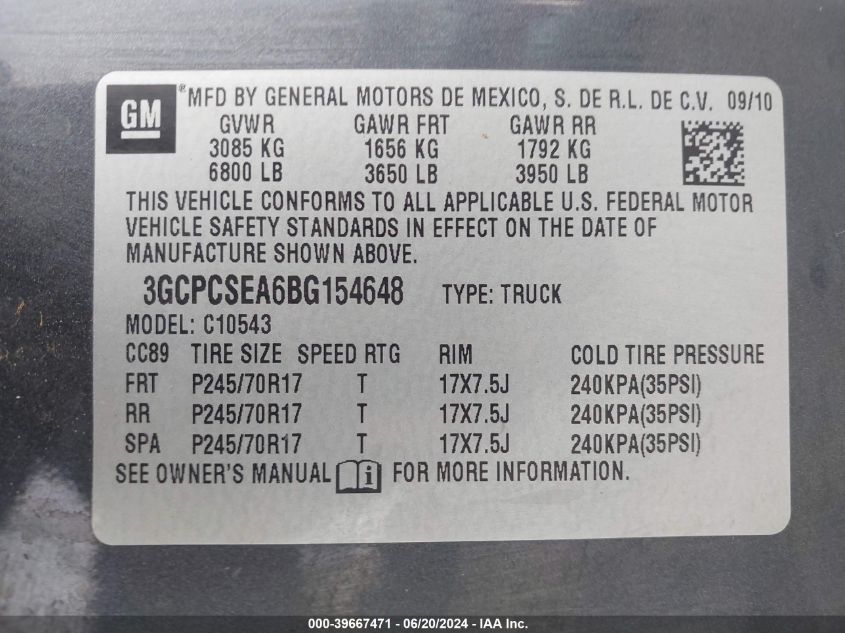 GM ® MFD BY GENERAL MOTORS DE MEXICO, S. DE R.L. DE C.V. 09/10
GVWR GAWR FRT GAWR RR
3085 KG 1656 KG 1792 KG
6800 LB 3650 LB 3950 LB
THIS VEHICLE CONFORMS TO ALL APPLICABLE U.S. FEDERAL MOTOR
VEHICLE SAFETY STANDARDS IN EFFECT ON THE DATE OF
MANUFACTURE SHOWN ABOVE.
3GCPCSEA6BG154648 TYPE: TRUCK
MODEL: C10543
CC89 TIRE SIZE SPEED RTG RIM COLD TIRE PRESSURE
FRT P245/70R17 T 17X7.5J 240KPA(35PSI)
RR P245/70R17 T 17X7.5J 240KPA(35PSI)
SPA P245/70R17 T 17X7.5J 240KPA(35PSI)
SEE OWNER'S MANUAL i FOR MORE INFORMATION.
000-39667471 - 06/20/2024 - IAA Inc.